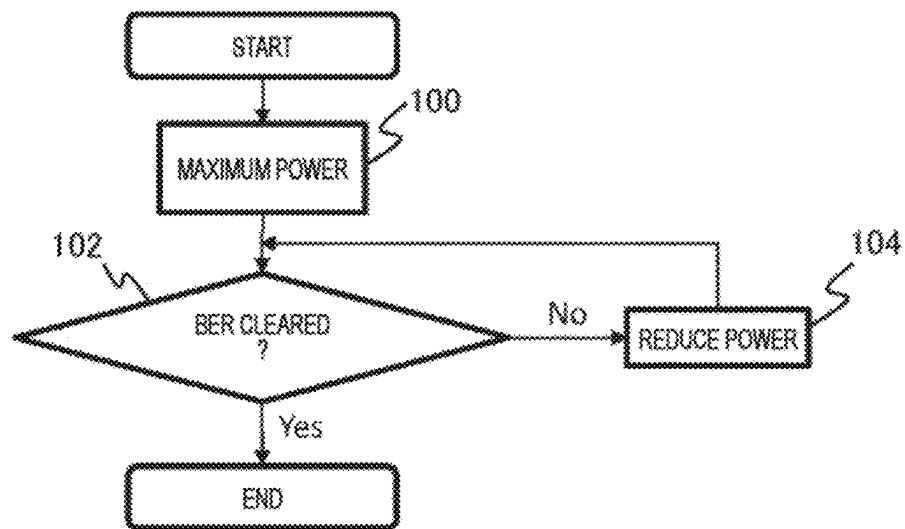 START
100
MAXIMUM POWER
102
104
BER CLEARED
?
No
REDUCE POWER
Yes
END